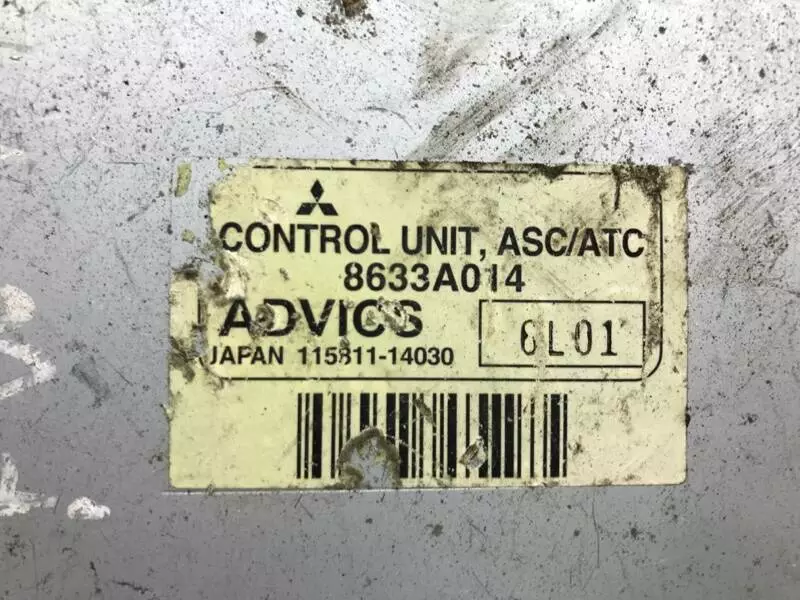 CONTROL UNIT, ASC/ATC
8633A014
ADVICS
6L01
JAPAN 115811-14030